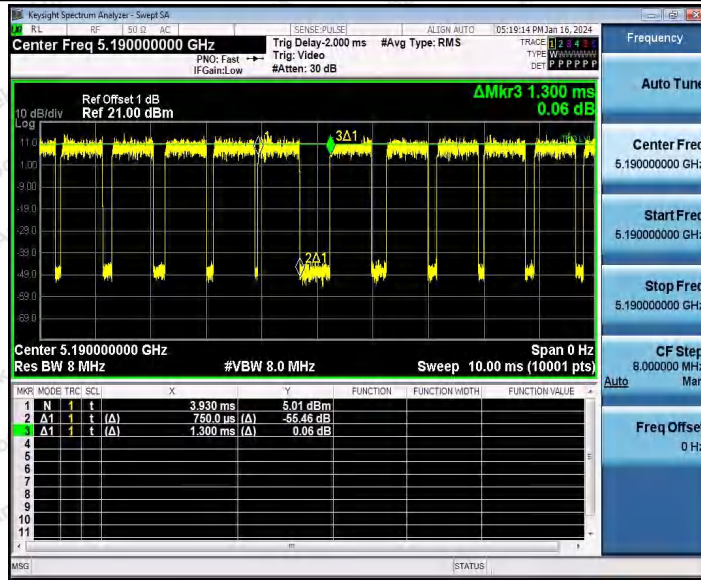 Keysight Spectrum Analyzer - Swept SA
RL RF 50 Ω AC SENSE:PULSE ALIGN AUTO 05:19:14 PM Jan 16, 2024
Center Freq 5.190000000 GHz
PNO: Fast
IFGain:Low
Trig Delay-2.000 ms
Trig: Video
#Atten: 30 dB
#Avg Type: RMS
TRACE 1 2 3 4 5 6
TYPE W
DET P P P P P P
ΔMkr3 1.300 ms
0.06 dB
10 dB/div
Log
Ref Offset 1 dB
Ref 21.00 dBm
11.0
1.00
-9.00
-19.0
-29.0
-39.0
-49.0
-59.0
-69.0
1
3Δ1
2Δ1
Center 5.190000000 GHz Span 0 Hz
Res BW 8 MHz #VBW 8.0 MHz Sweep 10.00 ms (10001 pts)
MKR MODE TRC SCL X Y FUNCTION FUNCTION WIDTH FUNCTION VALUE
1 N 1 t 3.930 ms 5.01 dBm
2 Δ1 1 t (Δ) 750.0 µs (Δ) -55.46 dB
3 Δ1 1 t (Δ) 1.300 ms (Δ) 0.06 dB
4
5
6
7
8
9
10
11
MSG STATUS
Frequency
Auto Tune
Center Freq
5.190000000 GHz
Start Freq
5.190000000 GHz
Stop Freq
5.190000000 GHz
CF Step
8.000000 MHz
Auto Man
Freq Offset
0 Hz